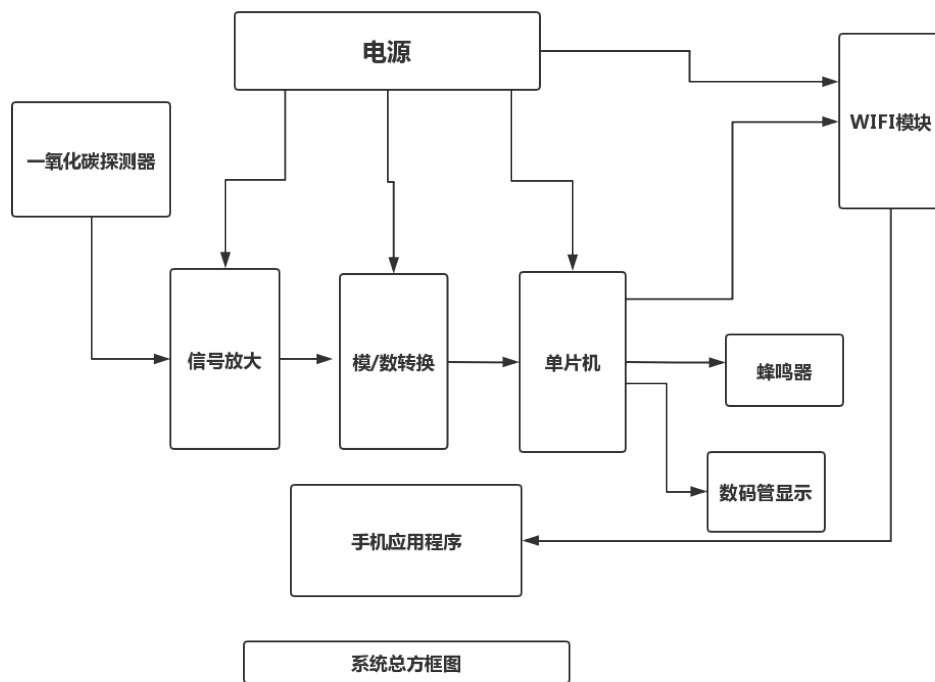 电源
WIFI模块
一氧化碳探测器
信号放大
模/数转换
单片机
蜂鸣器
数码管显示
手机应用程序
系统总方框图